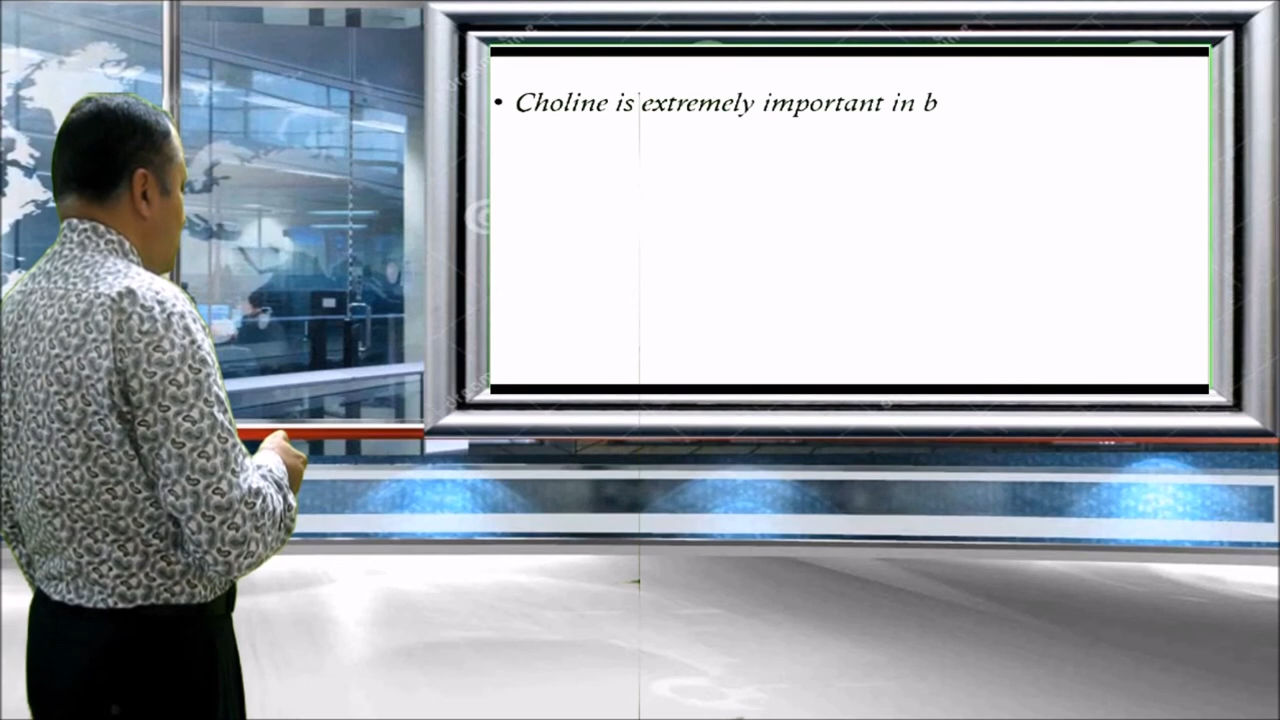 • Choline is extremely important in b